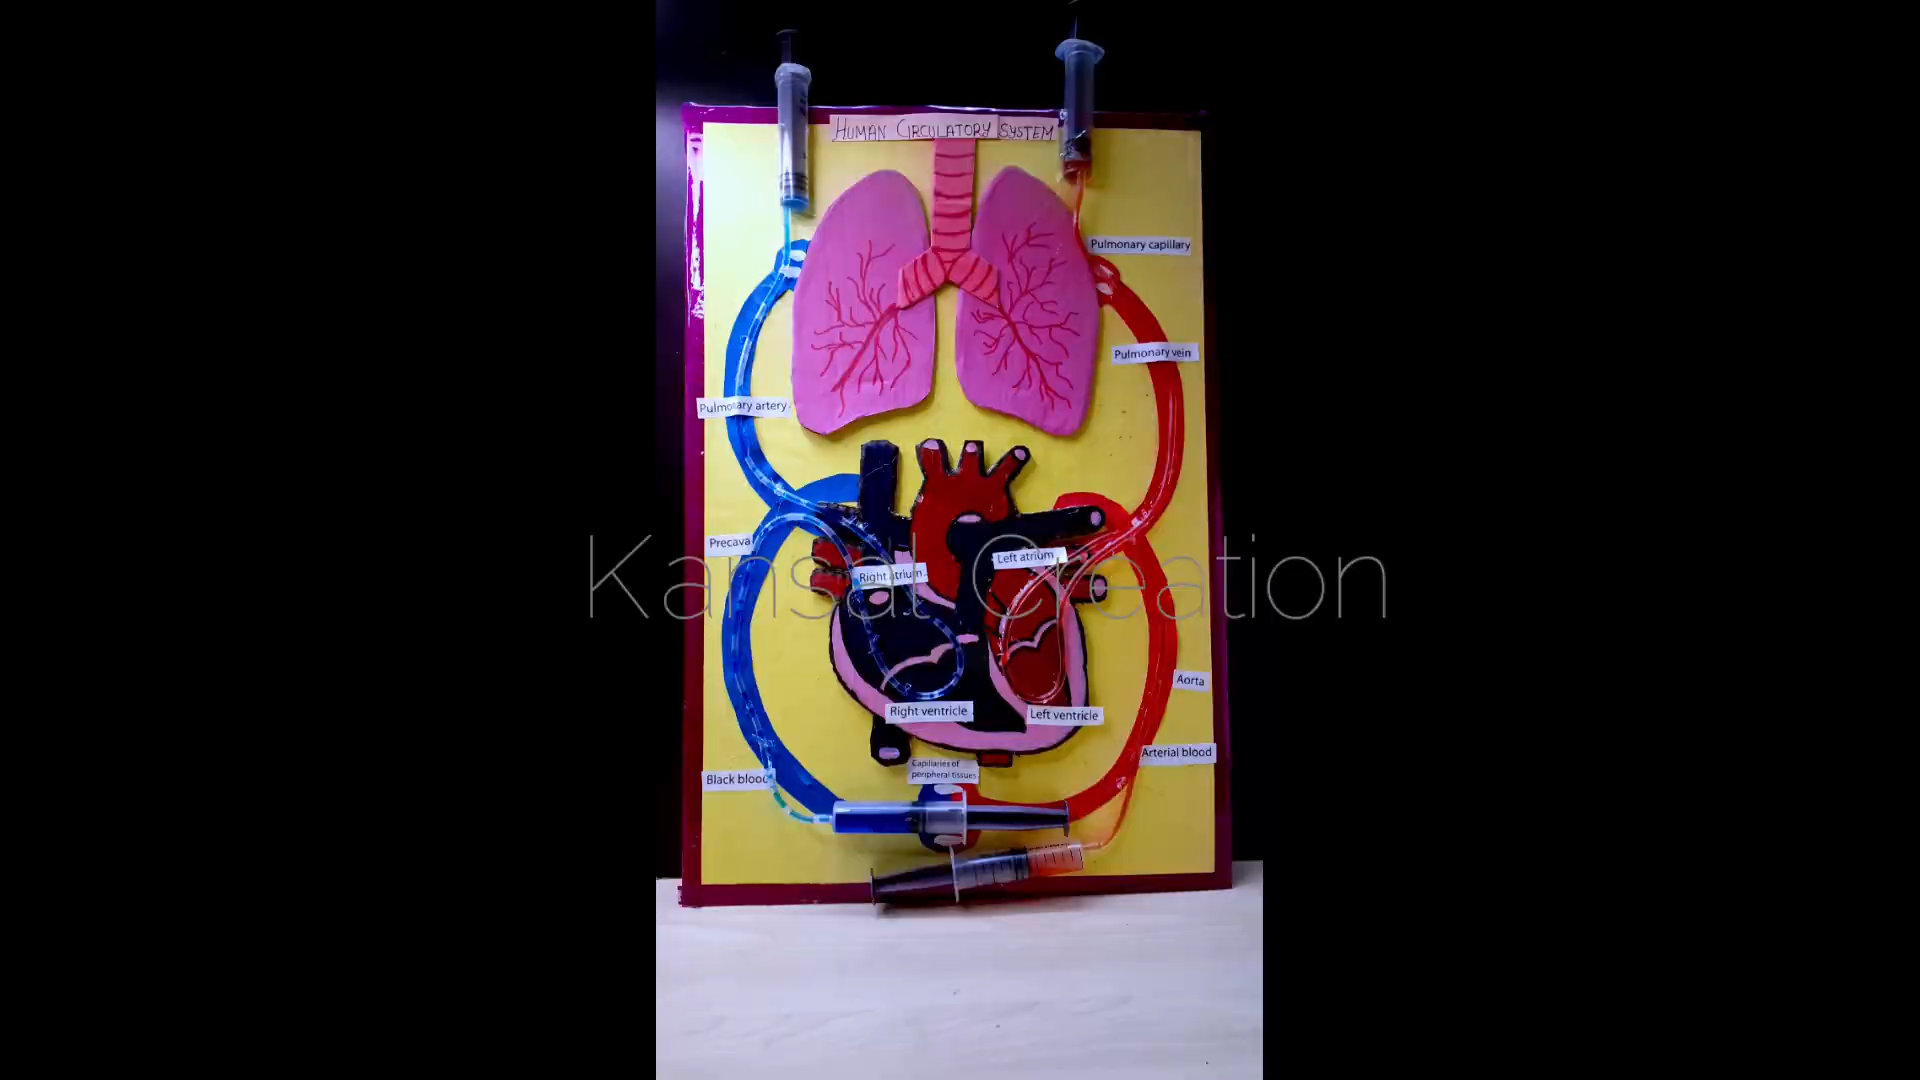 HUMAN CIRCULATORY SYSTEM
Pulmonary capillary
Pulmonary vein
Pulmonary artery
Precava
Left atrium
Right atrium
Kansal Creation
Aorta
Right ventricle
Left ventricle
Arterial blood
Capillaries of
peripheral tissues
Black blood